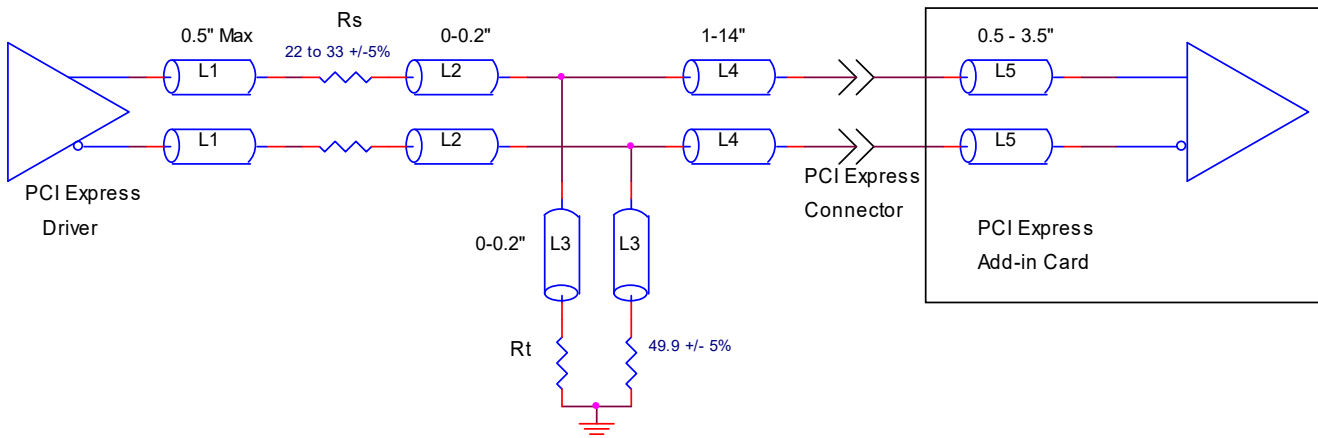 Rs
0.5" Max
22 to 33 +/-5%
0-0.2"
1-14"
0.5 - 3.5"
L1
L2
L4
L5
L1
L2
L4
L5
PCI Express
Driver
PCI Express
Connector
PCI Express
Add-in Card
0-0.2"
L3
L3
Rt
49.9 +/- 5%